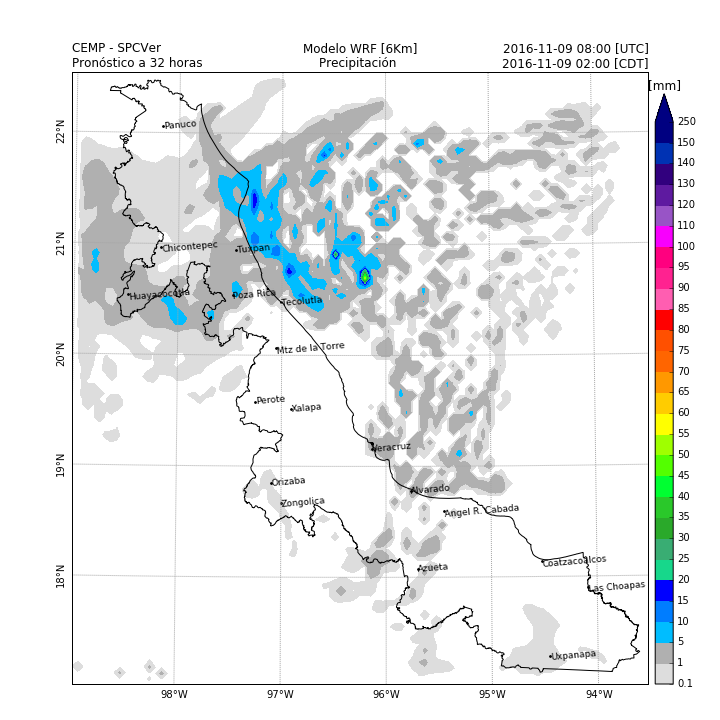 CEMP - SPCVer Modelo WRF [6Km] 2016-11-09 08:00 [UTC]
Pronóstico a 32 horas Precipitación 2016-11-09 02:00 [CDT]
[mm]
250
150
140
130
120
110
100
95
90
85
80
75
70
65
60
55
50
45
40
35
30
25
20
15
10
5
1
0.1
22°N
21°N
20°N
19°N
18°N
Panuco
Chicontepec
Tuxpan
Huayacocotla
Poza Rica
Tecolutla
Mtz de la Torre
Perote
Xalapa
Veracruz
Orizaba
Alvarado
Zongolica
Angel R. Cabada
Coatzacoalcos
Azueta
Las Choapas
Uxpanapa
98°W 97°W 96°W 95°W 94°W